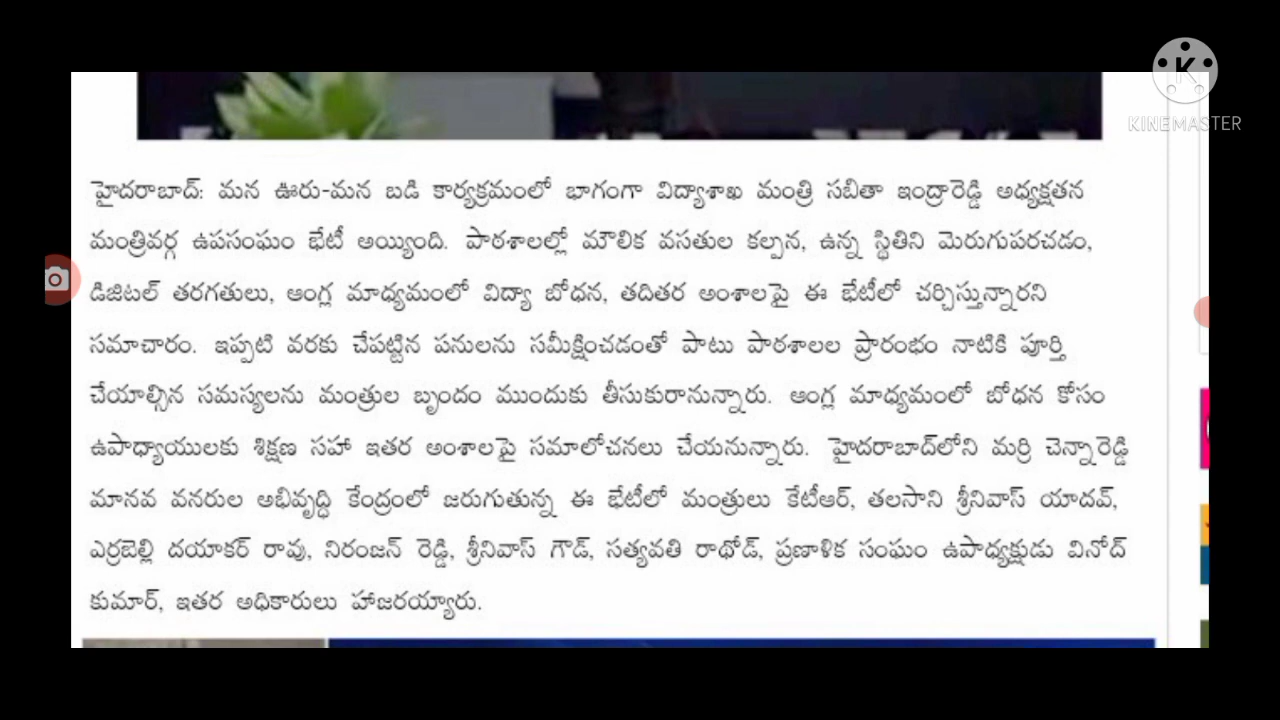 KINEMASTER
హైదరాబాద్: మన ఊరు-మన బడి కార్యక్రమంలో భాగంగా విద్యాశాఖ మంత్రి సబితా ఇంద్రారెడ్డి అధ్యక్షతన
మంత్రివర్గ ఉపసంఘం భేటీ అయ్యింది. పాఠశాలల్లో మౌలిక వసతుల కల్పన, ఉన్న స్థితిని మెరుగుపరచడం,
డిజిటల్ తరగతులు, ఆంగ్ల మాధ్యమంలో విద్యా బోధన, తదితర అంశాలపై ఈ భేటీలో చర్చిస్తున్నారని
సమాచారం. ఇప్పటి వరకు చేపట్టిన పనులను సమీక్షించడంతో పాటు పాఠశాలల ప్రారంభం నాటికి పూర్తి
చేయాల్సిన సమస్యలను మంత్రుల బృందం ముందుకు తీసుకురానున్నారు. ఆంగ్ల మాధ్యమంలో బోధన కోసం
ఉపాధ్యాయులకు శిక్షణ సహా ఇతర అంశాలపై సమాలోచనలు చేయనున్నారు. హైదరాబాద్‌లోని మర్రి చెన్నారెడ్డి
మానవ వనరుల అభివృద్ధి కేంద్రంలో జరుగుతున్న ఈ భేటీలో మంత్రులు కేటీఆర్, తలసాని శ్రీనివాస్ యాదవ్,
ఎర్రబెల్లి దయాకర్ రావు, నిరంజన్ రెడ్డి, శ్రీనివాస్ గౌడ్, సత్యవతి రాథోడ్, ప్రణాళిక సంఘం ఉపాధ్యక్షుడు వినోద్
కుమార్, ఇతర అధికారులు హాజరయ్యారు.